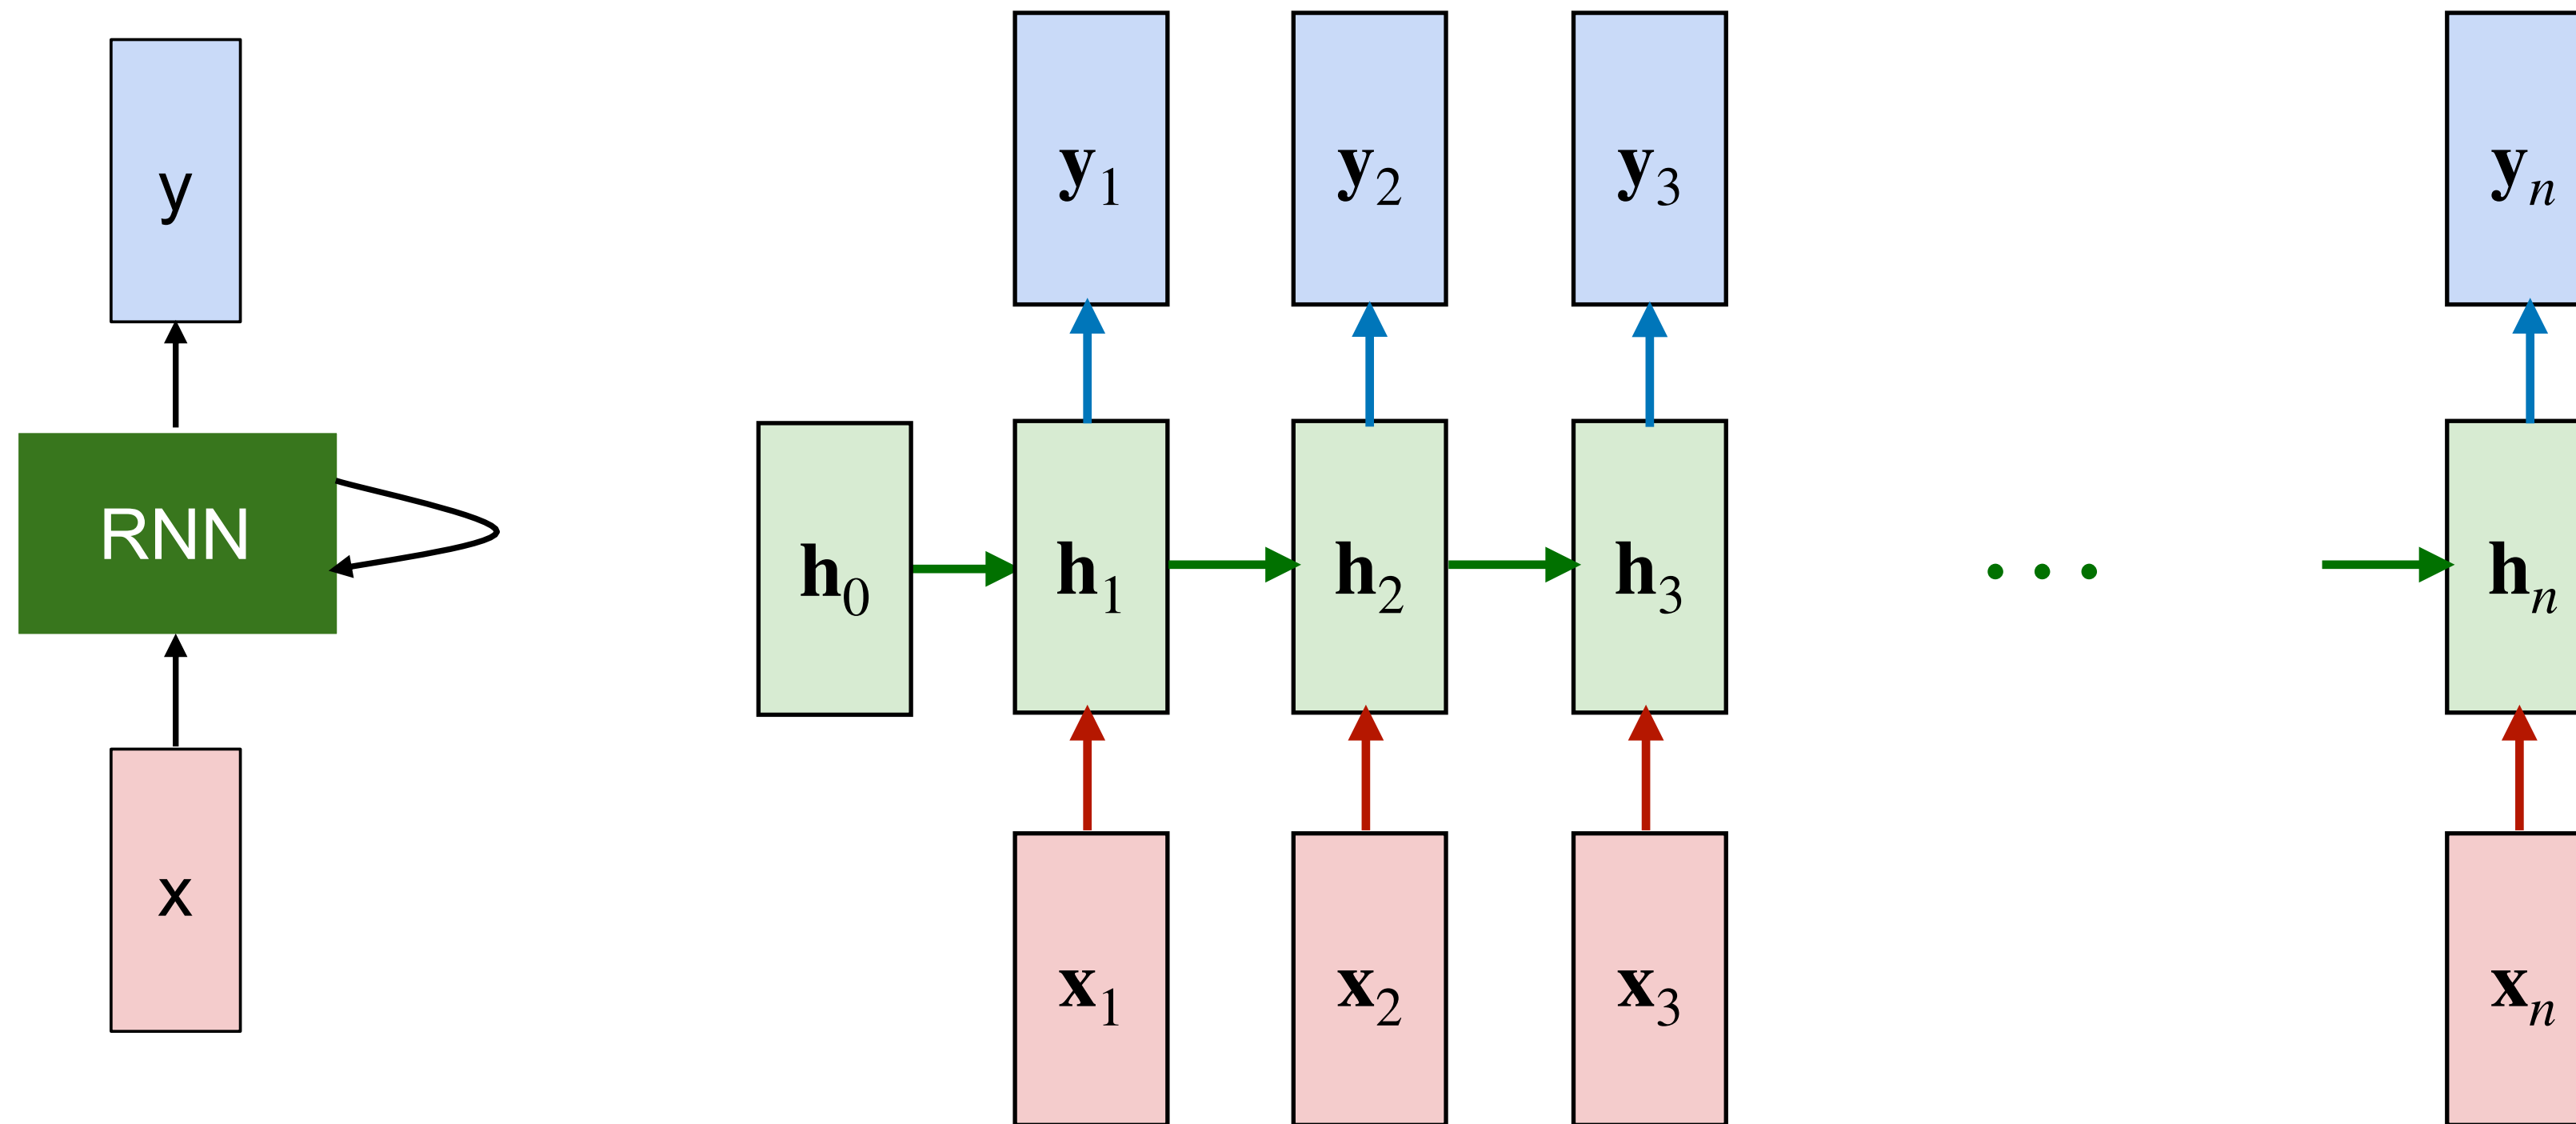 y
RNN
x
y₁ y₂ y₃ yₙ
h₀ h₁ h₂ h₃ • • • hₙ
x₁ x₂ x₃ xₙ